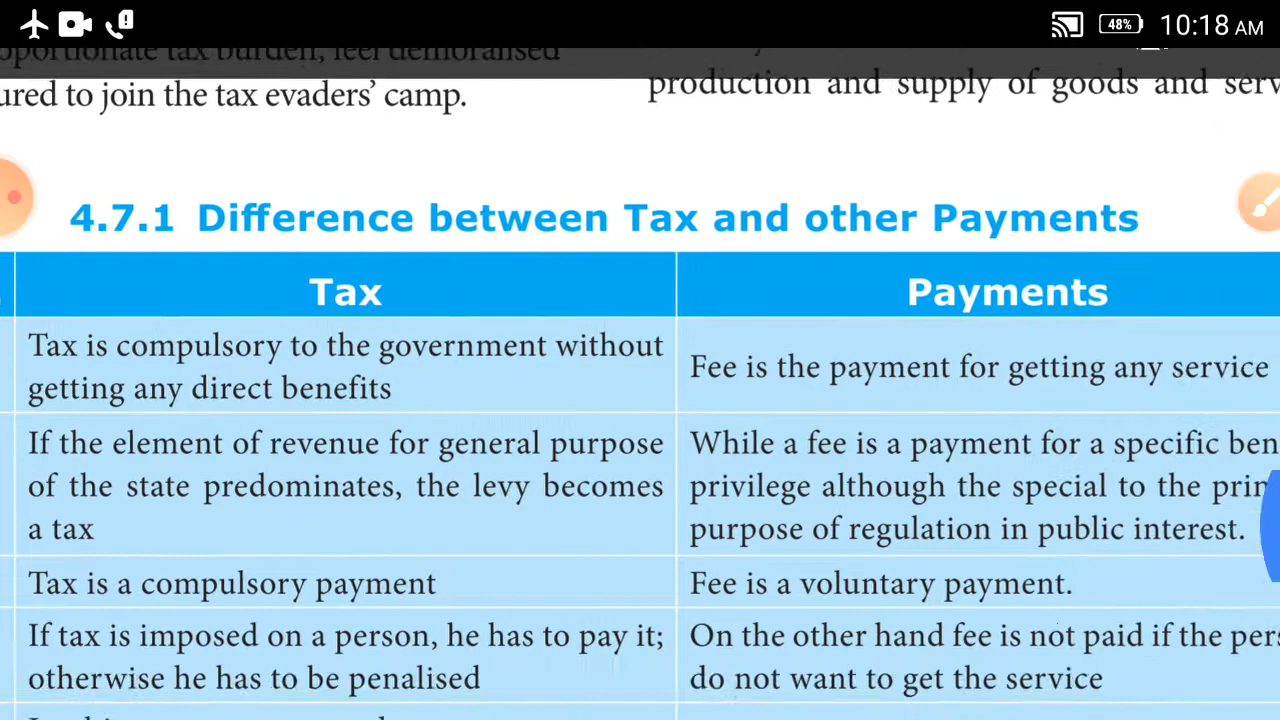 48% 10:18 AM
tax burden, feel demoralised
to join the tax evaders’ camp.
production and supply of goods and
4.7.1 Difference between Tax and other Payments
Tax Payments
Tax is compulsory to the government without
getting any direct benefits
Fee is the payment for getting any service
If the element of revenue for general purpose
of the state predominates, the levy becomes
a tax
While a fee is a payment for a specific
privilege although the special to the
purpose of regulation in public interest.
Tax is a compulsory payment
Fee is a voluntary payment.
If tax is imposed on a person, he has to pay it;
otherwise he has to be penalised
On the other hand fee is not paid if the
do not want to get the service